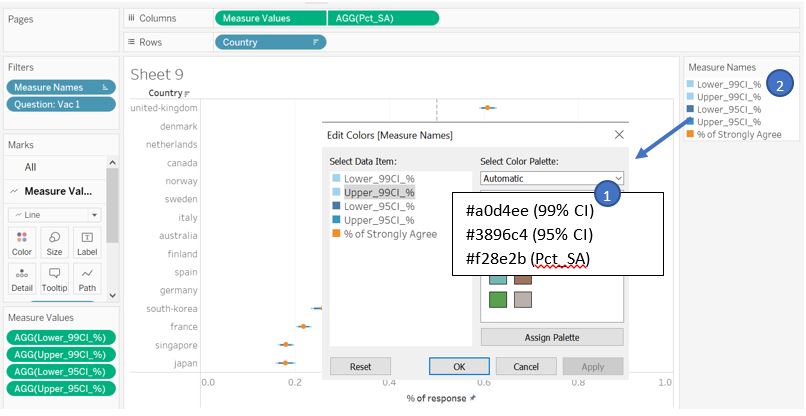 Pages
Columns
Measure Values
AGG(Pct_SA)
Rows
Country
Filters
Measure Names
Question: Vac 1
Marks
All
Measure Val...
Line
Color
Size
Label
Detail
Tooltip
Path
Measure Values
AGG(Lower_99CI_%)
AGG(Upper_99CI_%)
AGG(Lower_95CI_%)
AGG(Upper_95CI_%)
Sheet 9
Country
united-kingdom
denmark
netherlands
canada
norway
sweden
italy
australia
finland
spain
germany
south-korea
france
singapore
japan
0.0
0.2
0.4
0.6
0.8
1.0
% of response
Edit Colors [Measure Names]
Select Data Item:
Lower_99CI_%
Upper_99CI_%
Lower_95CI_%
Upper_95CI_%
% of Strongly Agree
Select Color Palette:
Automatic
1
#a0d4ee (99% CI)
#3896c4 (95% CI)
#f28e2b (Pct_SA)
Assign Palette
Reset
OK
Cancel
Apply
Measure Names
Lower_99CI_%
Upper_99CI_%
Lower_95CI_%
Upper_95CI_%
% of Strongly Agree
2